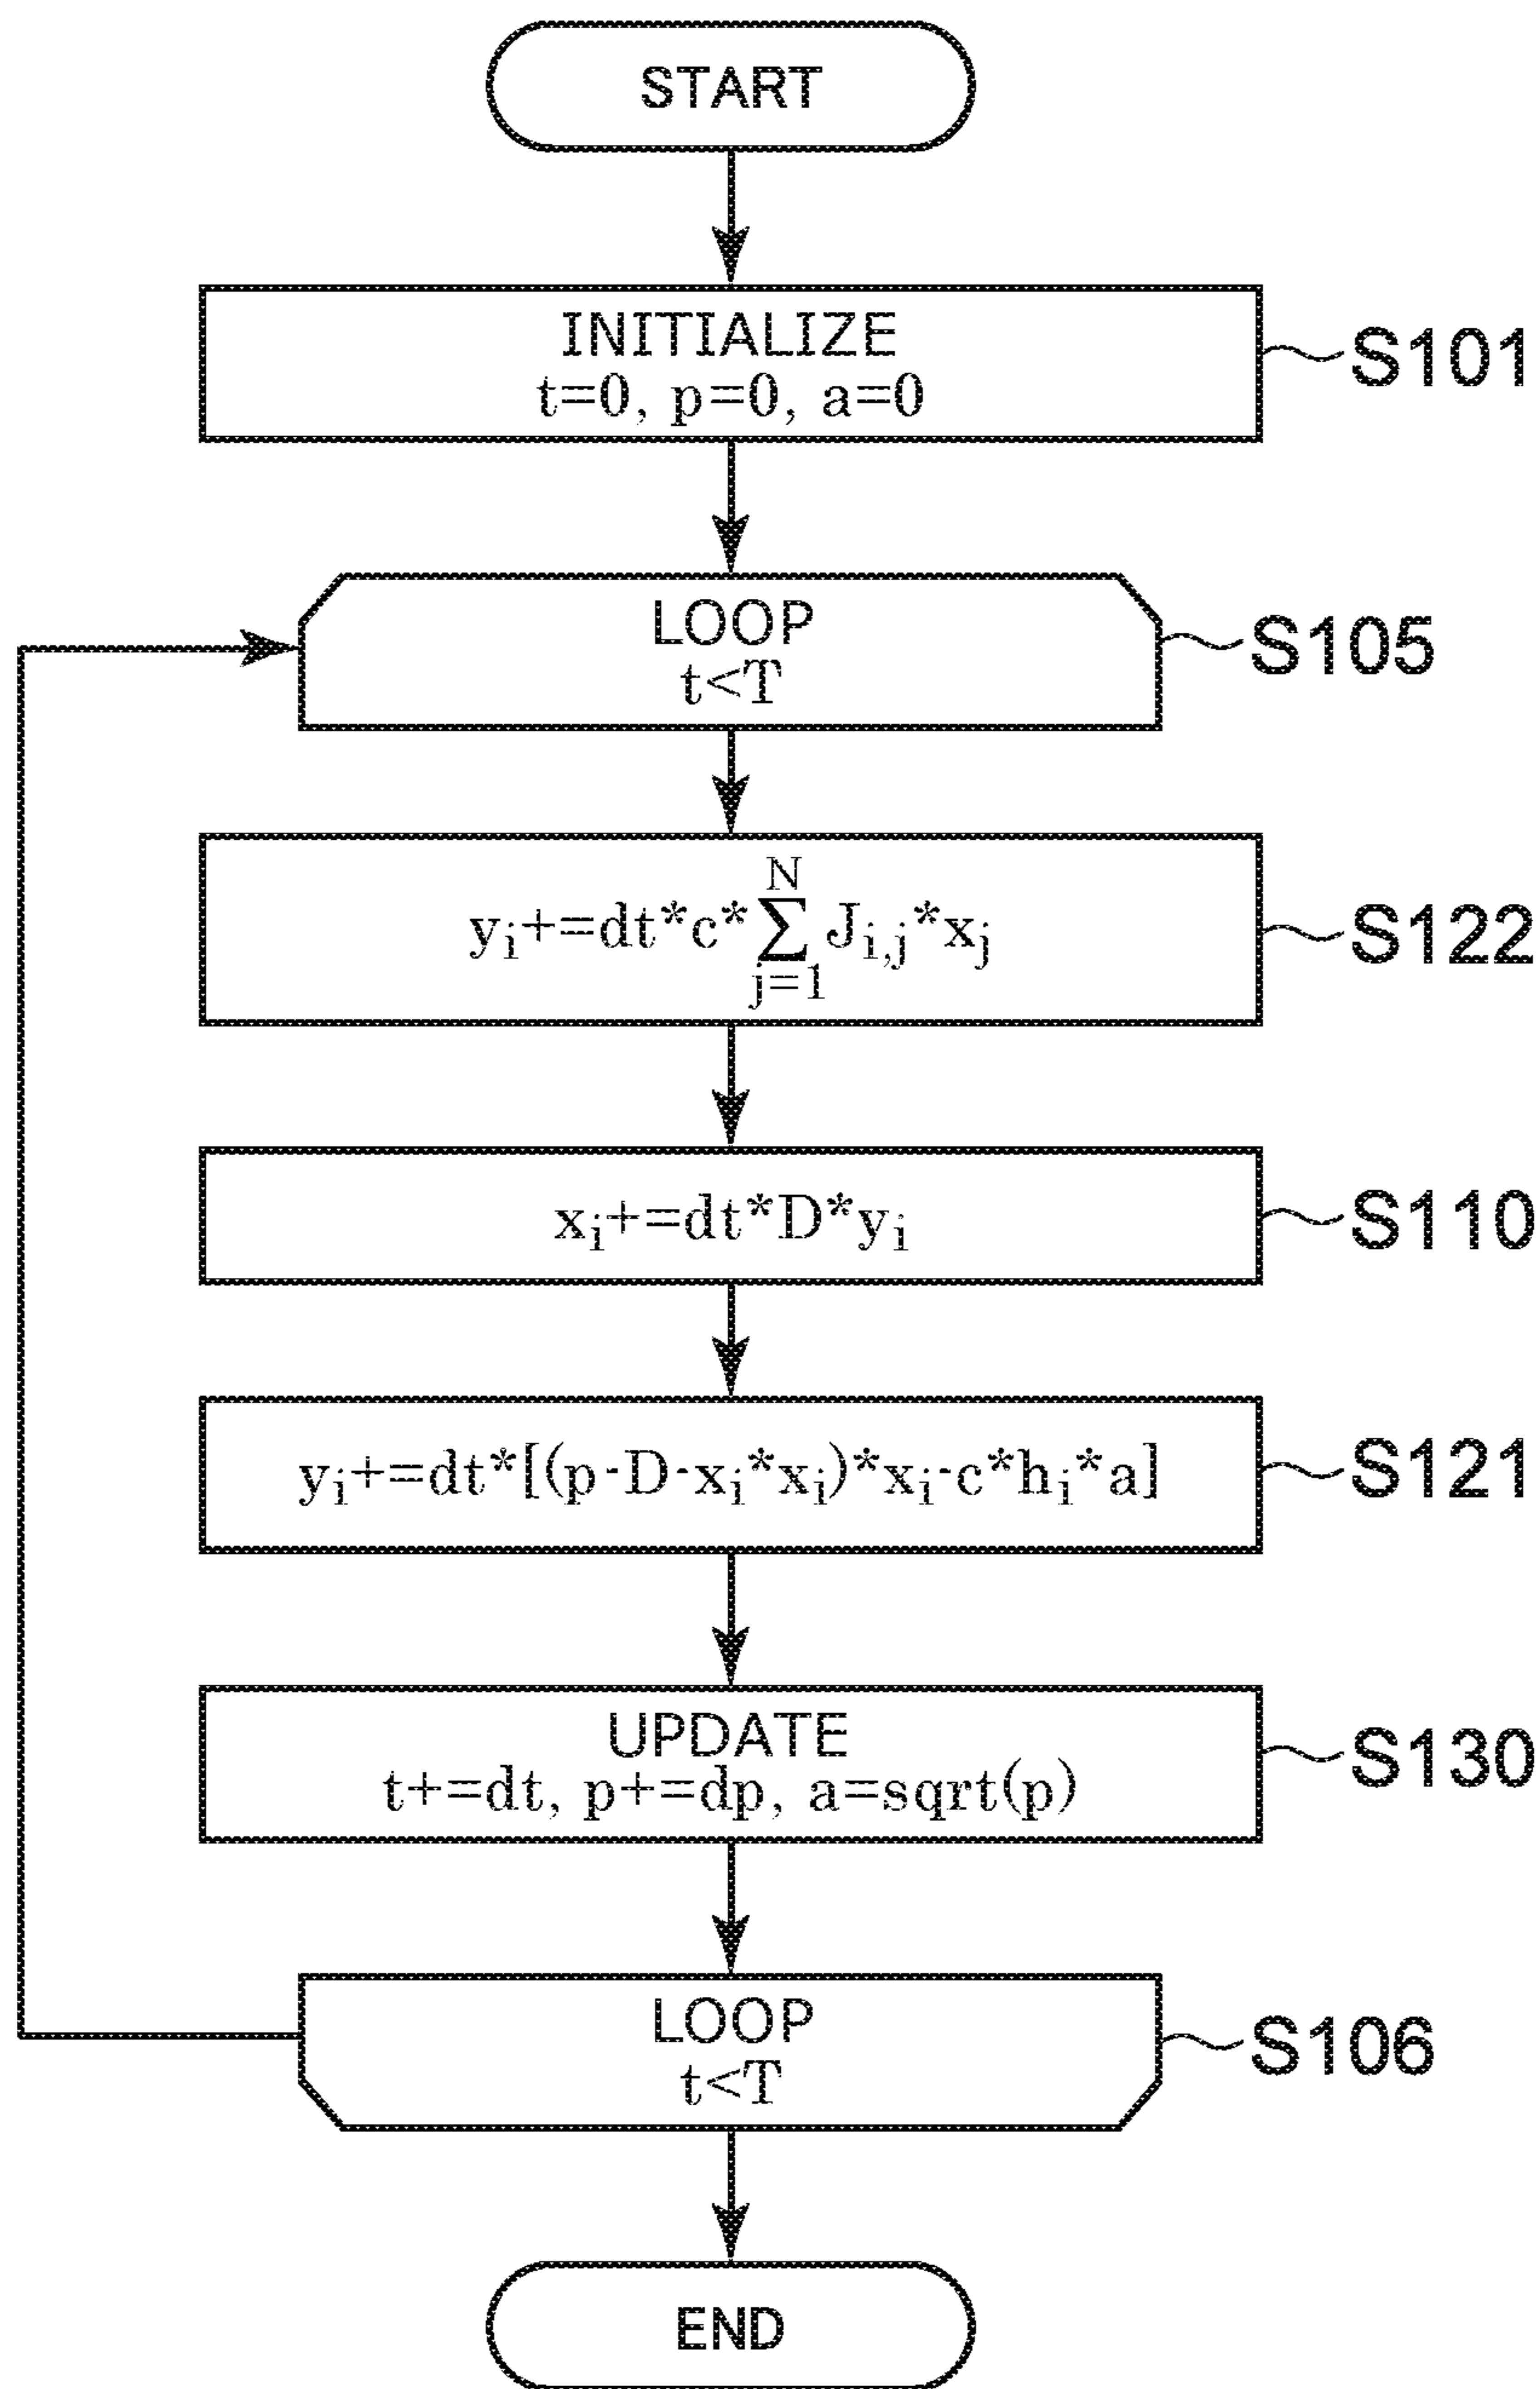 START
INITIALIZE
t=0, p=0, a=0
S101
LOOP
t<T
S105
yᵢ+=dt*c*∑ⱼ₌₁ᴺ Jᵢ,ⱼ*xⱼ
S122
xᵢ+=dt*D*yᵢ
S110
yᵢ+=dt*[(p-D-xᵢ*xᵢ)*xᵢ-c*hᵢ*a]
S121
UPDATE
t+=dt, p+=dp, a=sqrt(p)
S130
LOOP
t<T
S106
END